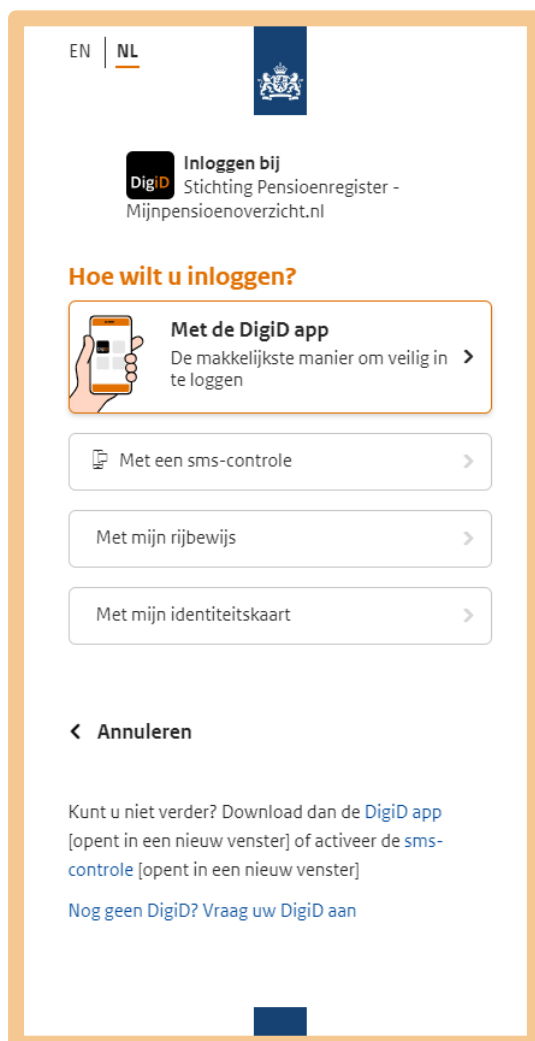 EN NL
DigiD
Inloggen bij
Stichting Pensioenregister -
Mijnpensioenoverzicht.nl
Hoe wilt u inloggen?
Met de DigiD app
De makkelijkste manier om veilig in
te loggen
Met een sms-controle
Met mijn rijbewijs
Met mijn identiteitskaart
Annuleren
Kunt u niet verder? Download dan de DigiD app
[opent in een nieuw venster] of activeer de sms-
controle [opent in een nieuw venster]
Nog geen DigiD? Vraag uw DigiD aan